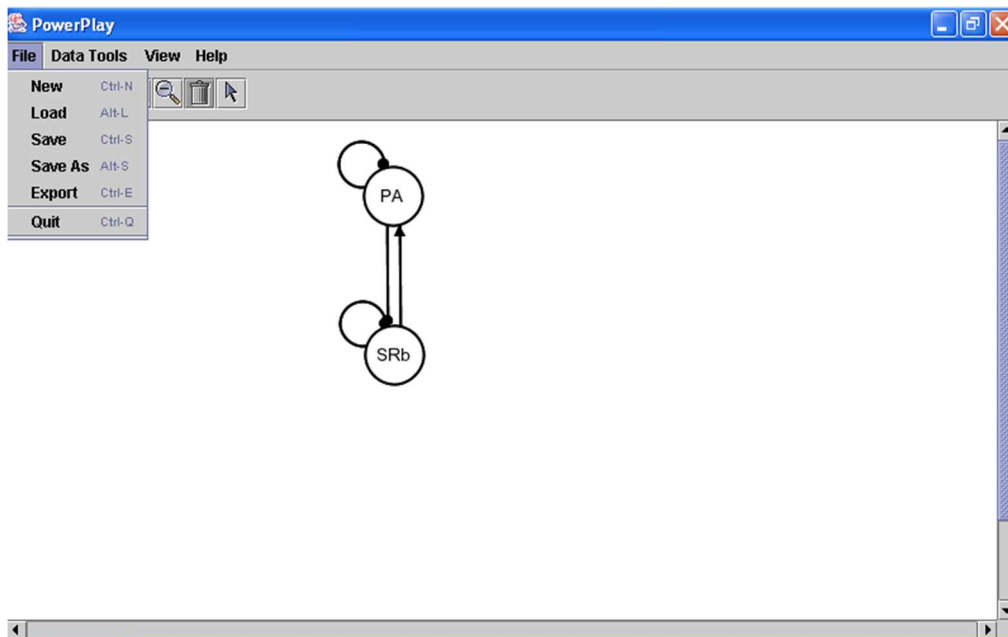 PowerPlay
File Data Tools View Help
New Ctrl-N
Load Alt-L
Save Ctrl-S
Save As Alt-S
Export Ctrl-E
Quit Ctrl-Q
PA
SRb